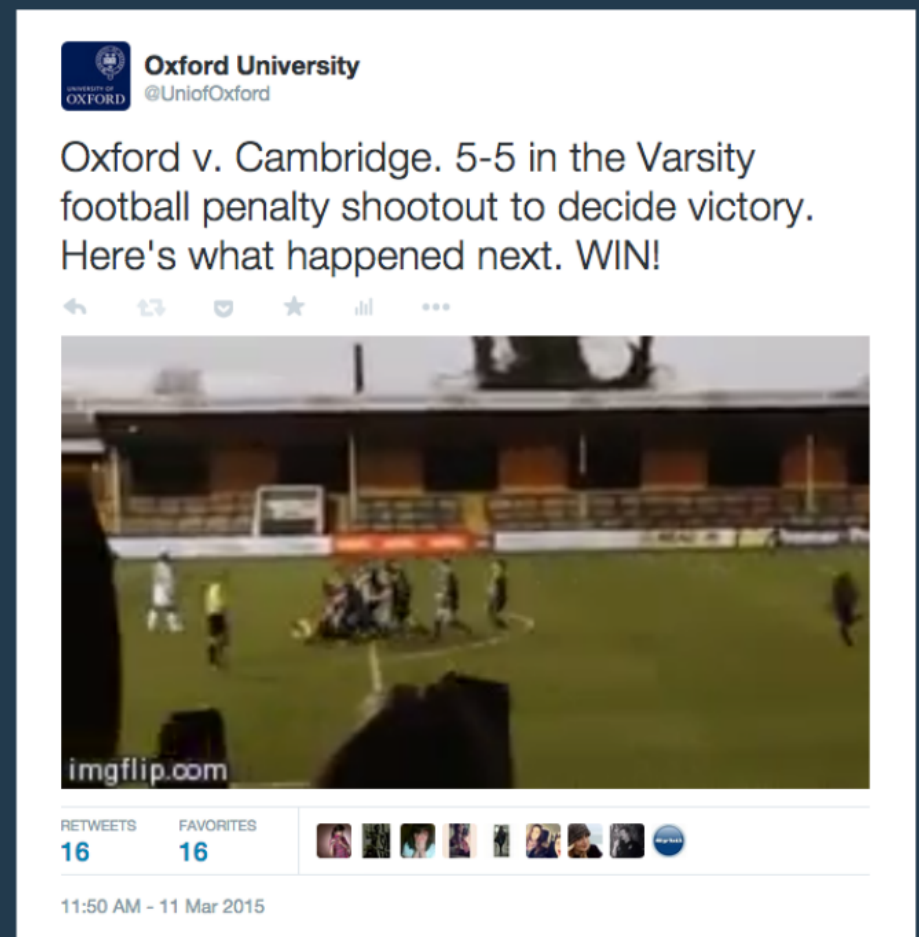 UNIVERSITY OF
OXFORD
Oxford University
@UniofOxford
Oxford v. Cambridge. 5-5 in the Varsity
football penalty shootout to decide victory.
Here's what happened next. WIN!
imgflip.com
RETWEETS
16
FAVORITES
16
11:50 AM - 11 Mar 2015